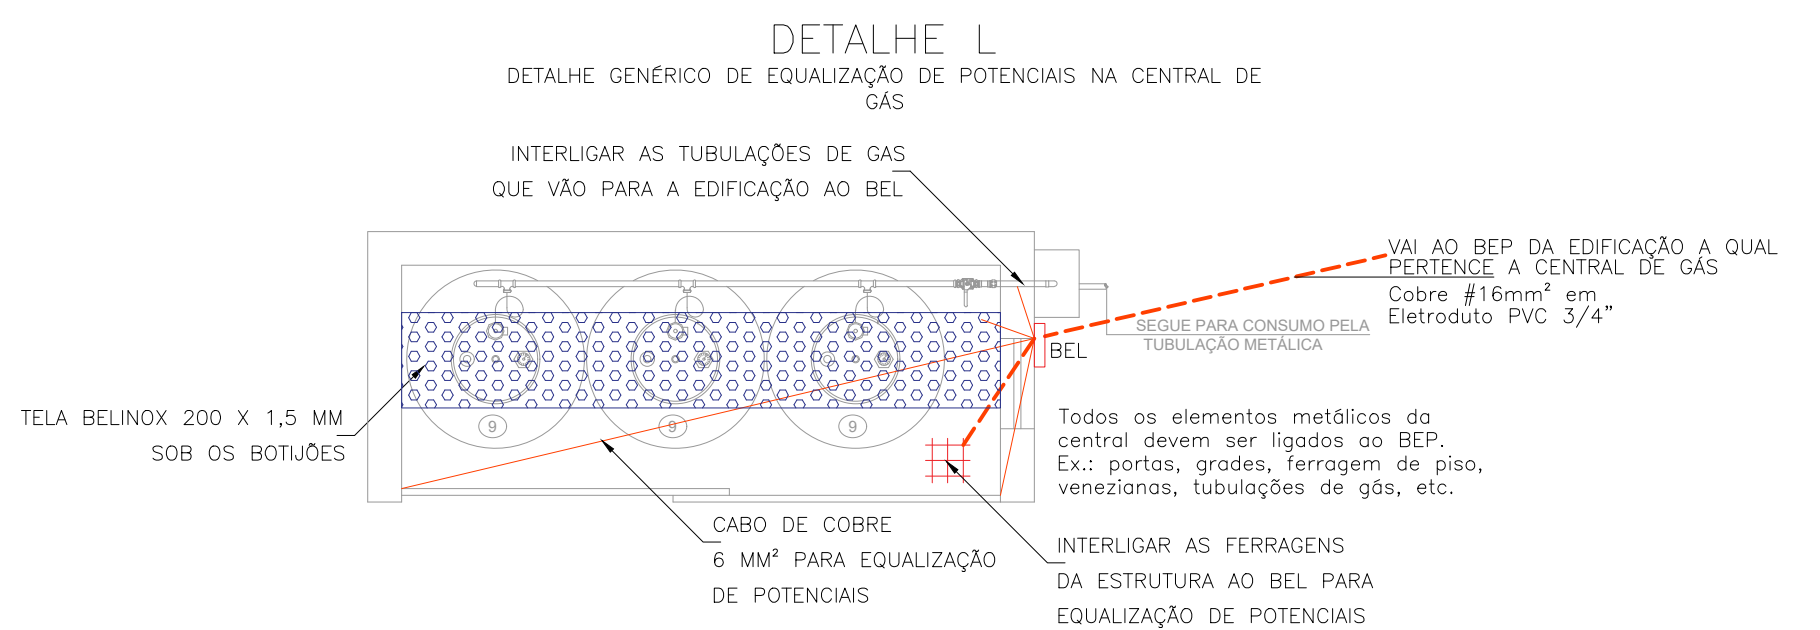 DETALHE L
DETALHE GENÉRICO DE EQUALIZAÇÃO DE POTENCIAIS NA CENTRAL DE
GÁS
INTERLIGAR AS TUBULAÇÕES DE GAS
QUE VÃO PARA A EDIFICAÇÃO AO BEL
VAI AO BEP DA EDIFICAÇÃO A QUAL
PERTENCE A CENTRAL DE GÁS
Cobre #16mm² em
Eletroduto PVC 3/4"
SEGUE PARA CONSUMO PELA
TUBULAÇÃO METÁLICA
BEL
TELA BELINOX 200 X 1,5 MM
SOB OS BOTIJÕES
9
9
9
Todos os elementos metálicos da
central devem ser ligados ao BEP.
Ex.: portas, grades, ferragem de piso,
venezianas, tubulações de gás, etc.
CABO DE COBRE
6 MM² PARA EQUALIZAÇÃO
DE POTENCIAIS
INTERLIGAR AS FERRAGENS
DA ESTRUTURA AO BEL PARA
EQUALIZAÇÃO DE POTENCIAIS